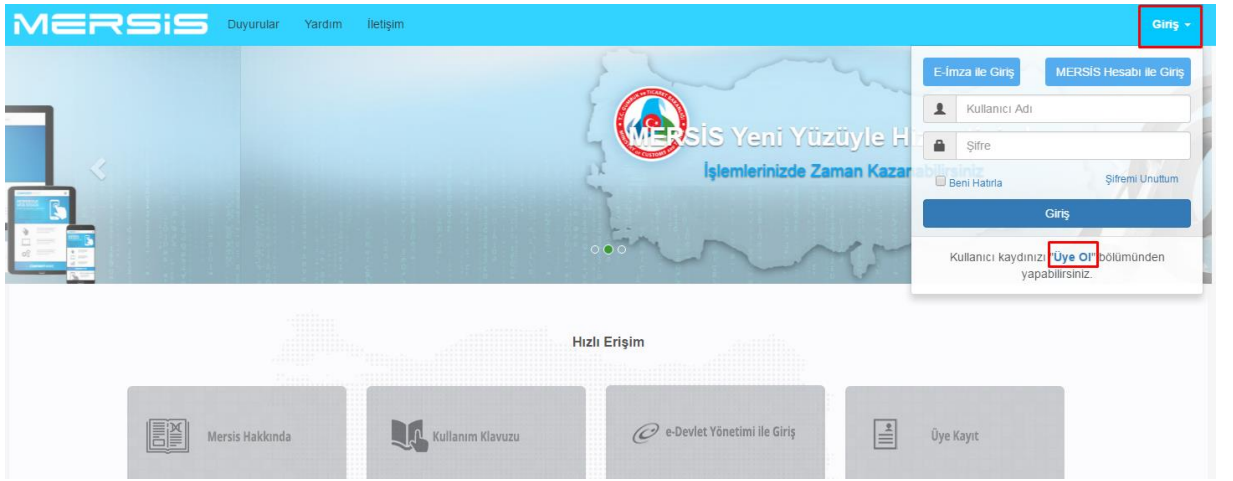 MERSiS Duyurular Yardım İletişim Giriş
E-İmza ile Giriş MERSİS Hesabı ile Giriş
Kullanıcı Adı
MERSİS Yeni Yüzüyle H
Şifre
İşlemlerinizde Zaman Kazanabilirsiniz
Beni Hatırla Şifremi Unuttum
Giriş
Kullanıcı kaydınızı "Üye Ol" bölümünden
yapabilirsiniz.
Hızlı Erişim
Mersis Hakkında
Kullanım Klavuzu
e-Devlet Yönetimi ile Giriş
Üye Kayıt